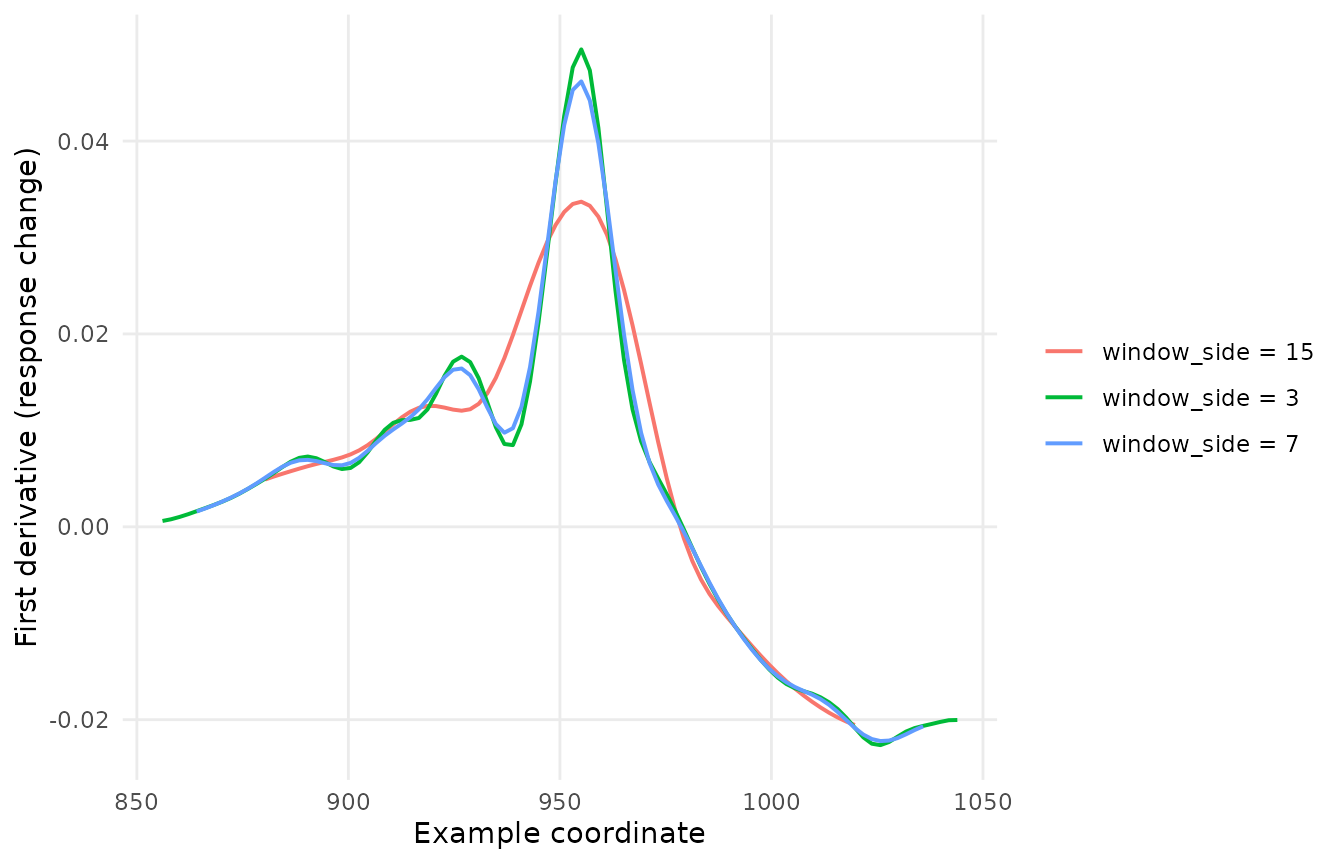 First derivative (response change)
0.04
0.02
0.00
-0.02
850
900
950
1000
1050
Example coordinate
window_side = 15
window_side = 3
window_side = 7